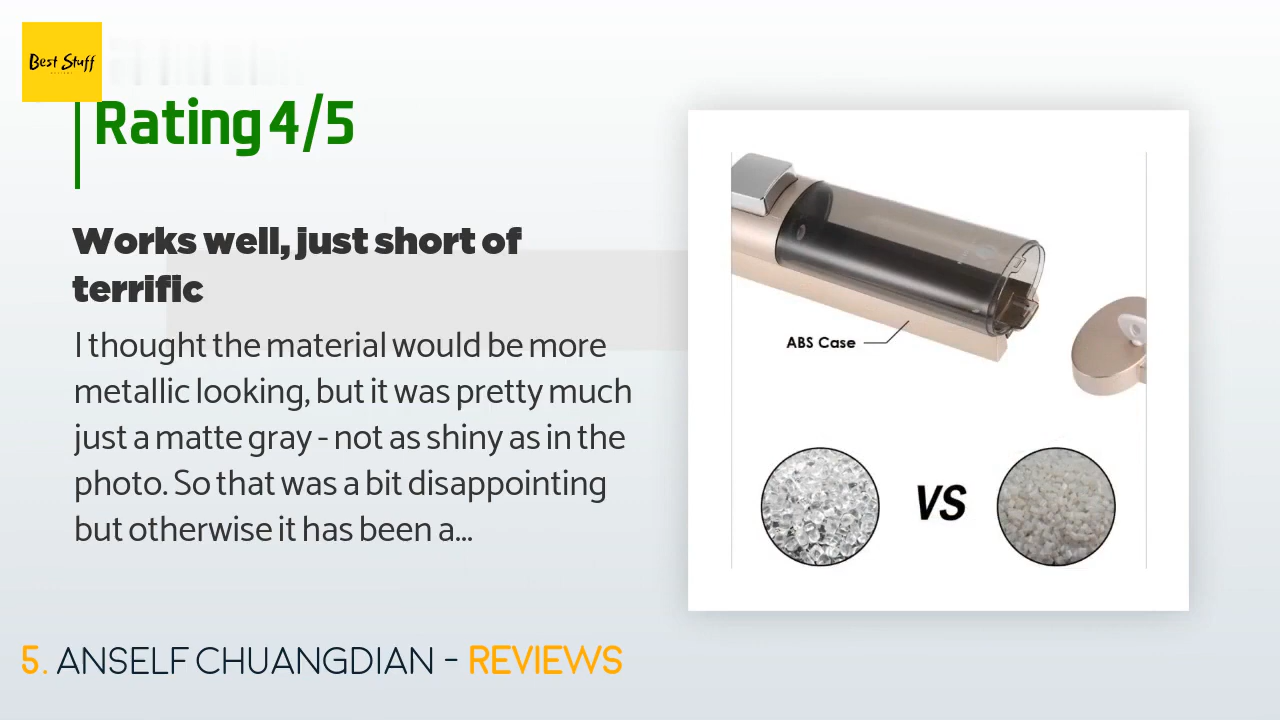 Best Stuff
Rating 4/5
Works well, just short of
terrific
I thought the material would be more
metallic looking, but it was pretty much
just a matte gray - not as shiny as in the
photo. So that was a bit disappointing
but otherwise it has been a...
ABS Case
VS
5. ANSELF CHUANGDIAN - REVIEWS